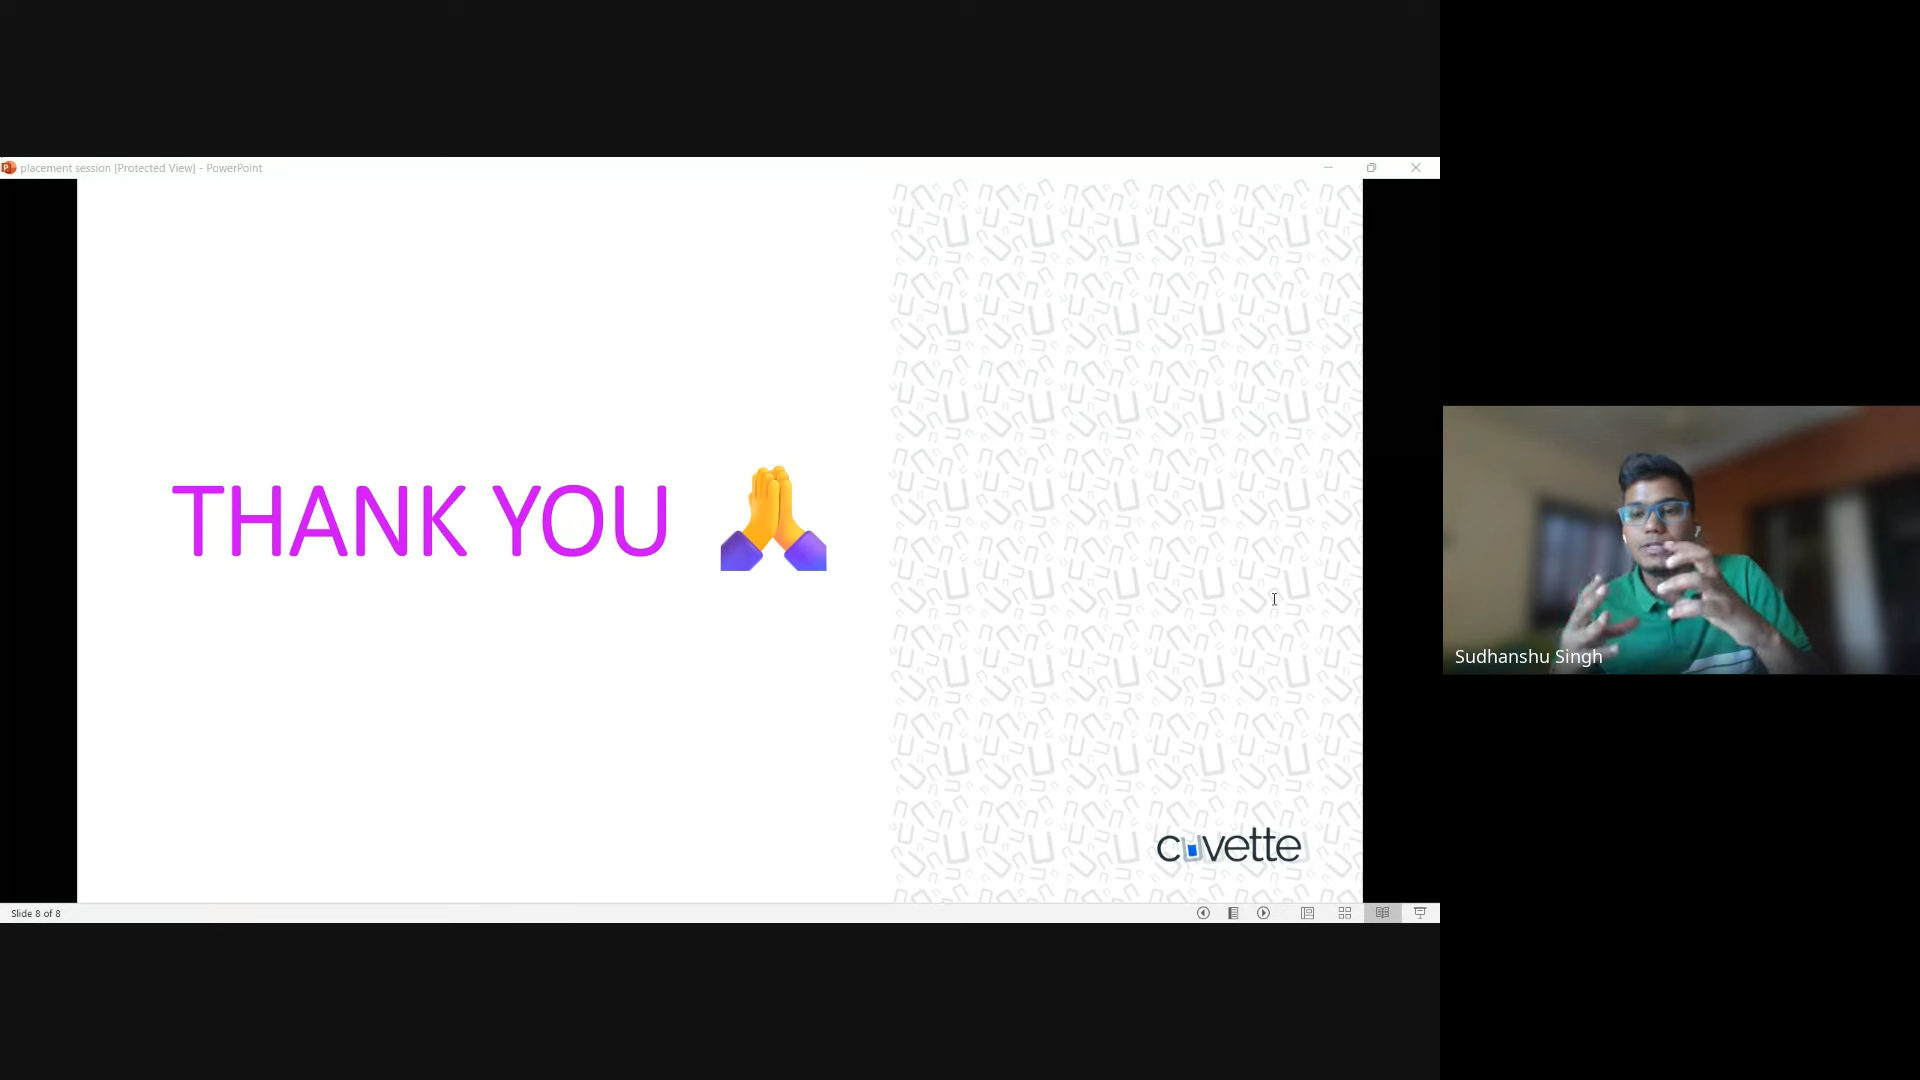 placement session [Protected View] - PowerPoint
THANK YOU
cuvette
Sudhanshu Singh
Slide 8 of 8